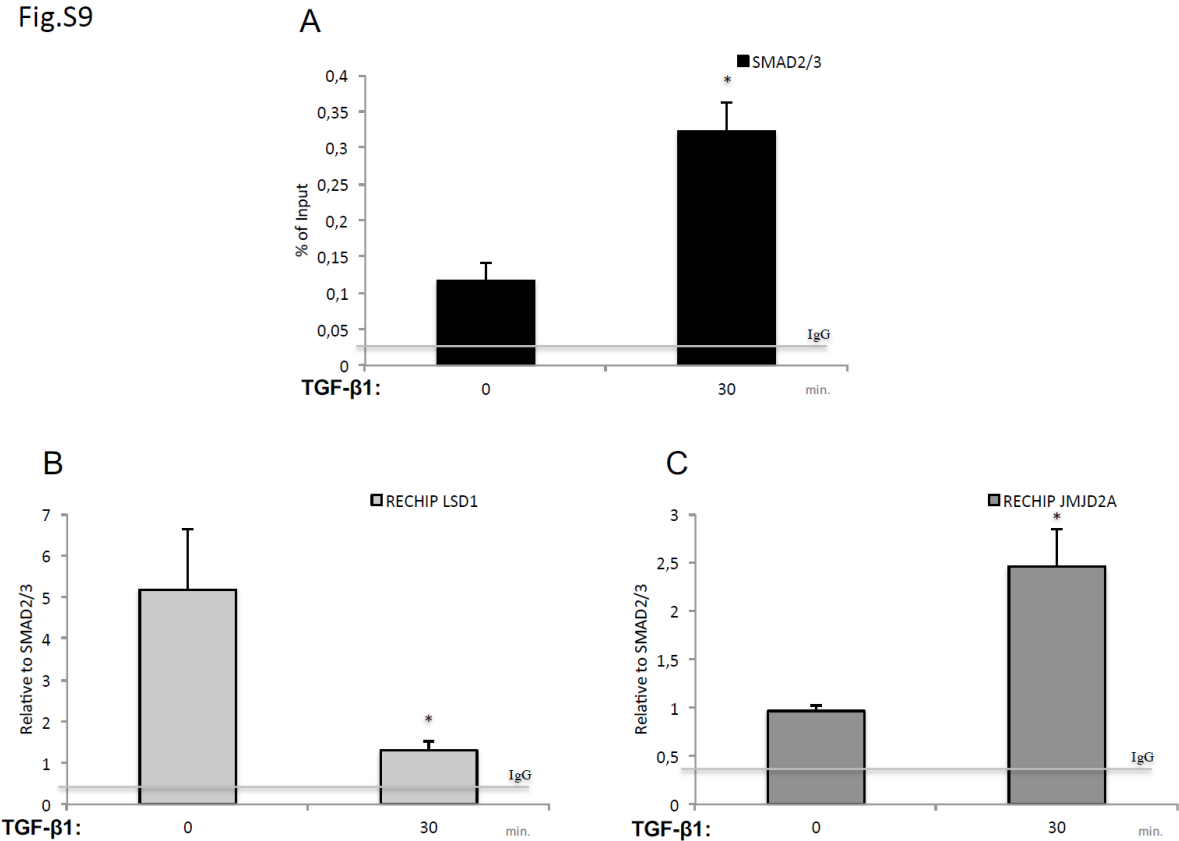 Fig.S9
A
SMAD2/3
*
0,4
0,35
0,3
0,25
0,2
0,15
0,1
0,05
0
% of Input
IgG
TGF-β1: 0 30 min.
B
RECHIP LSD1
7
6
5
4
3
2
1
0
Relative to SMAD2/3
*
IgG
TGF-β1: 0 30 min.
C
RECHIP JMJD2A
*
3
2,5
2
1,5
1
0,5
0
Relative to SMAD2/3
IgG
TGF-β1: 0 30 min.